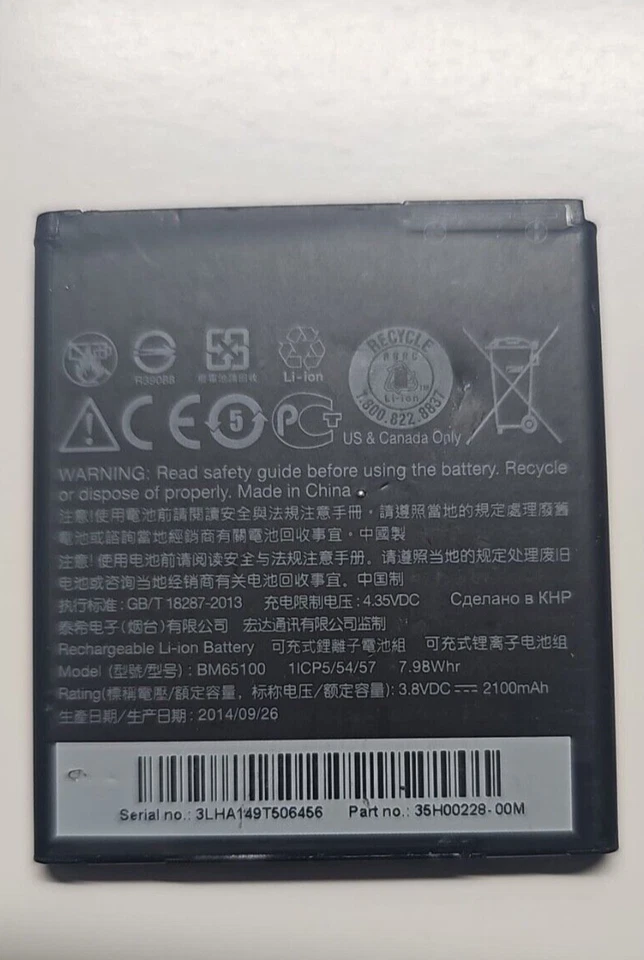 R39088
廢電池請回收
Li-ion
RECYCLE
RBRC
Li-ion
1.800.822.8837
5
US & Canada Only
WARNING: Read safety guide before using the battery. Recycle
or dispose of properly. Made in China
注意!使用電池前請閱讀安全與法規注意手冊。請遵照當地的規定處理廢舊
電池或諮詢當地經銷商有關電池回收事宜。中國製
注意! 使用电池前请阅读安全与法规注意手册。请遵照当地的规定处理废旧
电池或咨询当地经销商有关电池回收事宜。中国制
执行标准: GB/T 18287-2013 充电限制电压: 4.35VDC Сделано в КНР
泰希电子(烟台)有限公司 宏达通讯有限公司监制
Rechargeable Li-ion Battery 可充式鋰離子電池組 可充式锂离子电池组
Model (型號/型号) : BM65100 1ICP5/54/57 7.98Whr
Rating(標稱電壓/額定容量, 标称电压/额定容量): 3.8VDC 2100mAh
生產日期/生产日期: 2014/09/26
Serial no.: 3LHA149T506456 Part no.: 35H00228-00M